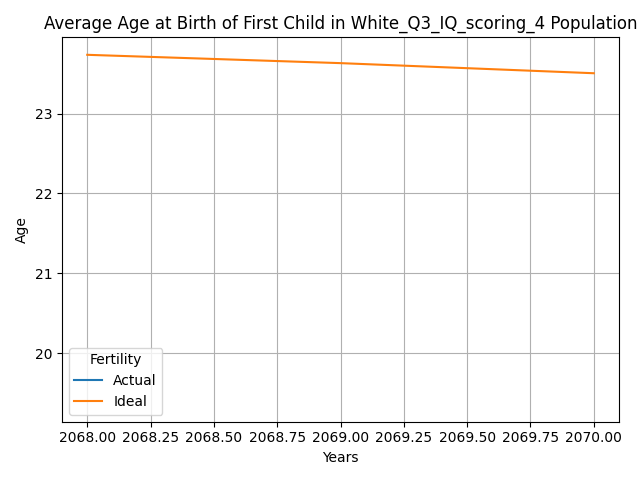 Average Age at Birth of First Child in White_Q3_IQ_scoring_4 Population
Age
23
22
21
20
Fertility
Actual
Ideal
2068.00 2068.25 2068.50 2068.75 2069.00 2069.25 2069.50 2069.75 2070.00
Years